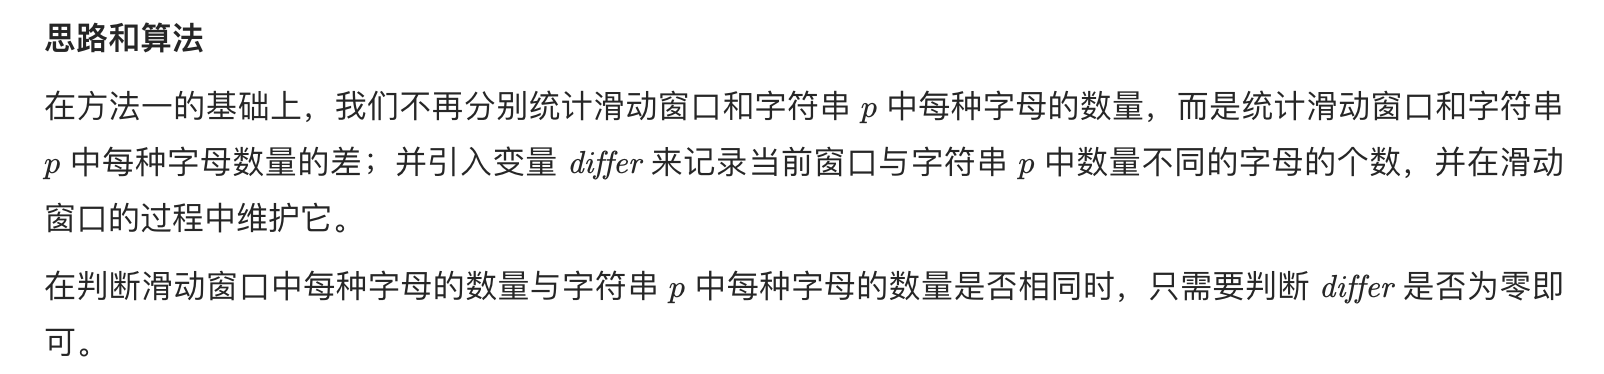 思路和算法
在方法一的基础上，我们不再分别统计滑动窗口和字符串 p 中每种字母的数量，而是统计滑动窗口和字符串
p 中每种字母数量的差；并引入变量 differ 来记录当前窗口与字符串 p 中数量不同的字母的个数，并在滑动
窗口的过程中维护它。
在判断滑动窗口中每种字母的数量与字符串 p 中每种字母的数量是否相同时，只需要判断 differ 是否为零即
可。